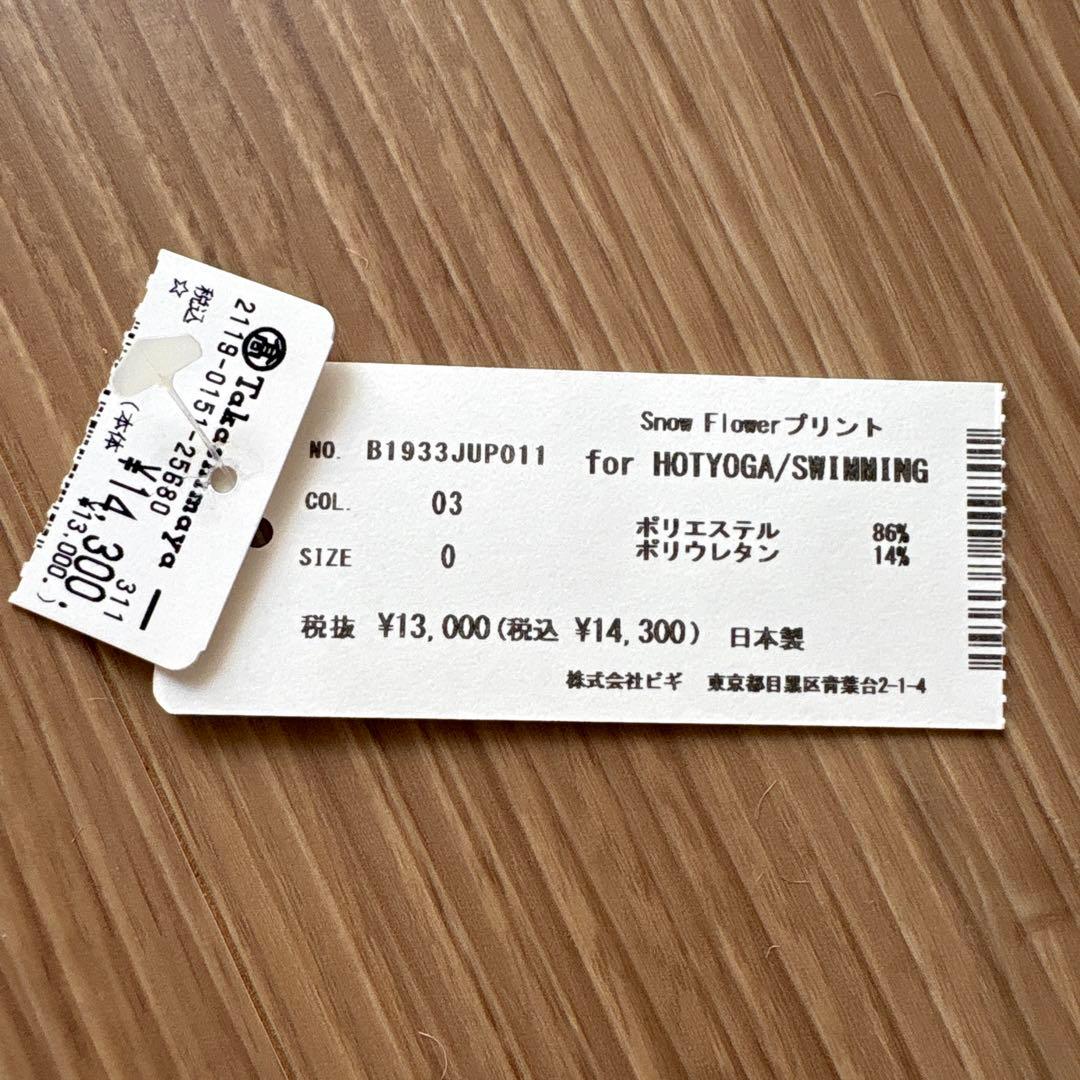 高 Takashimaya
2119-0151-25680
311
税込 ¥14,300.
☆ (本体 ¥13,000.)
Snow Flowerプリント
NO. B1933JUP011 for HOTYOGA/SWIMMING
COL. 03
ポリエステル 86%
SIZE 0 ポリウレタン 14%
税抜 ¥13,000(税込 ¥14,300) 日本製
株式会社ビギ 東京都目黒区青葉台2-1-4